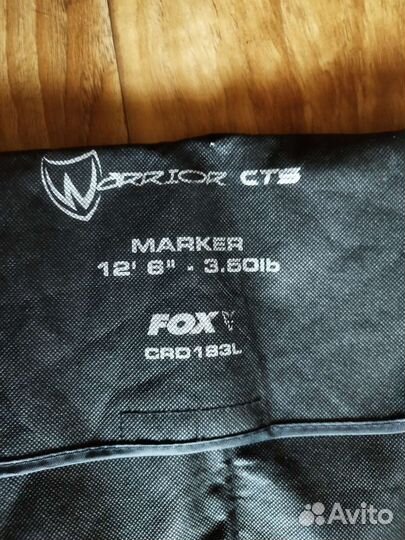 Warrior CTS
MARKER
12' 6" - 3.50lb
FOX
CRD183L
Avito